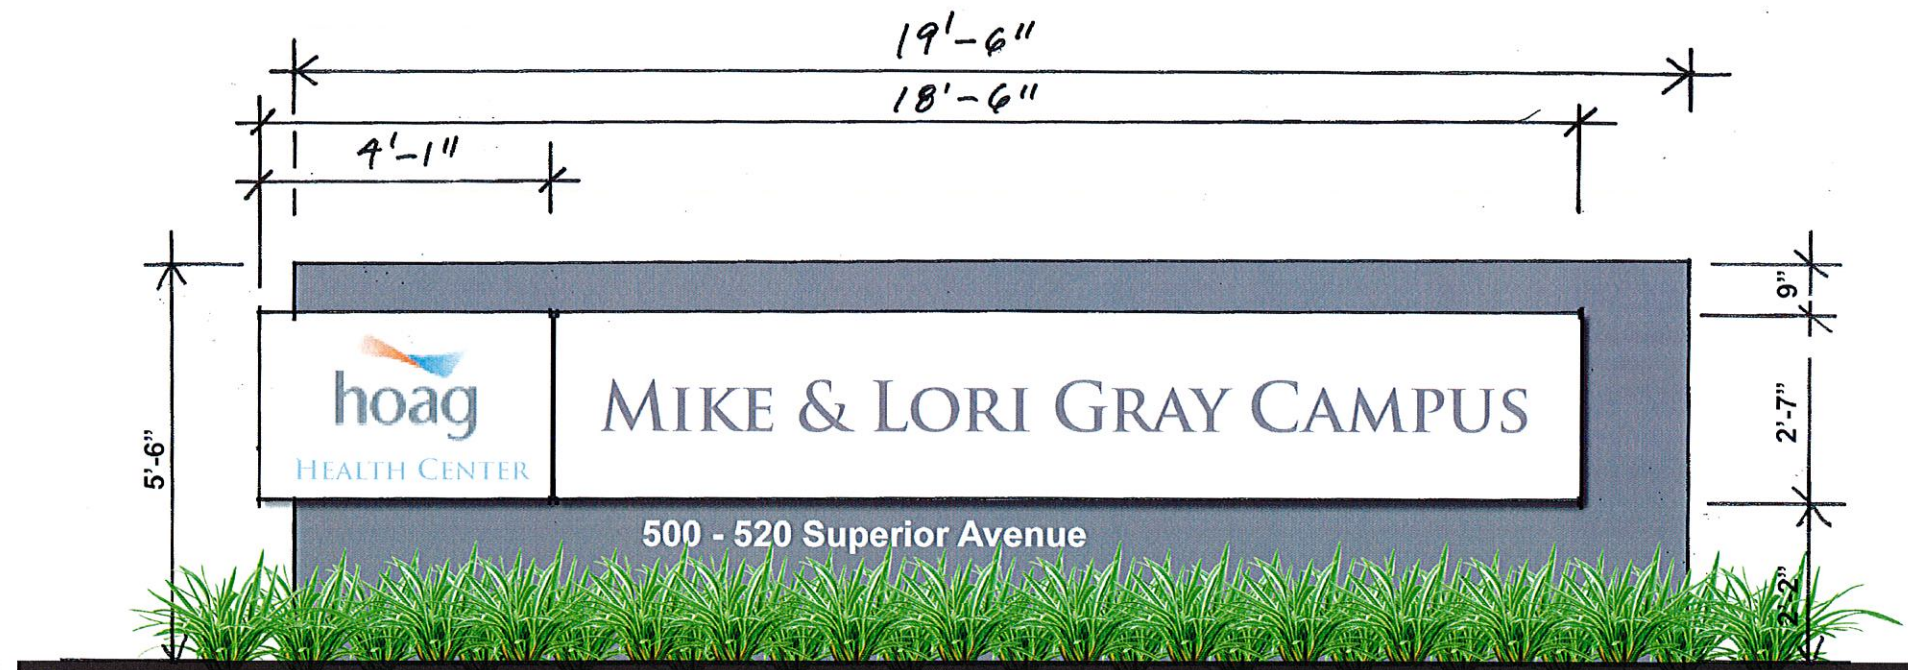 19'-6"
18'-6"
4'-1"
9"
hoag
HEALTH CENTER
MIKE & LORI GRAY CAMPUS
5'-6"
2'-7"
500 - 520 Superior Avenue
2'-2"